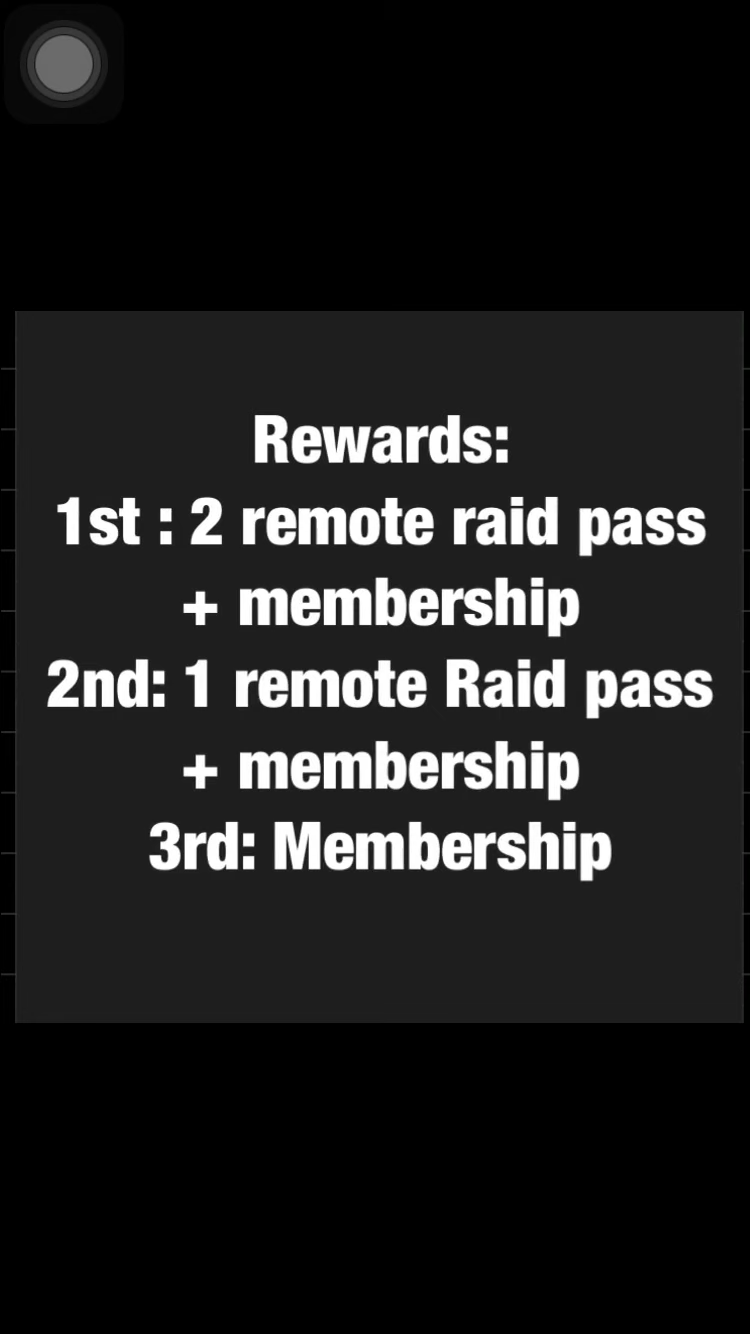 Rewards:
1st : 2 remote raid pass
+ membership
2nd: 1 remote Raid pass
+ membership
3rd: Membership